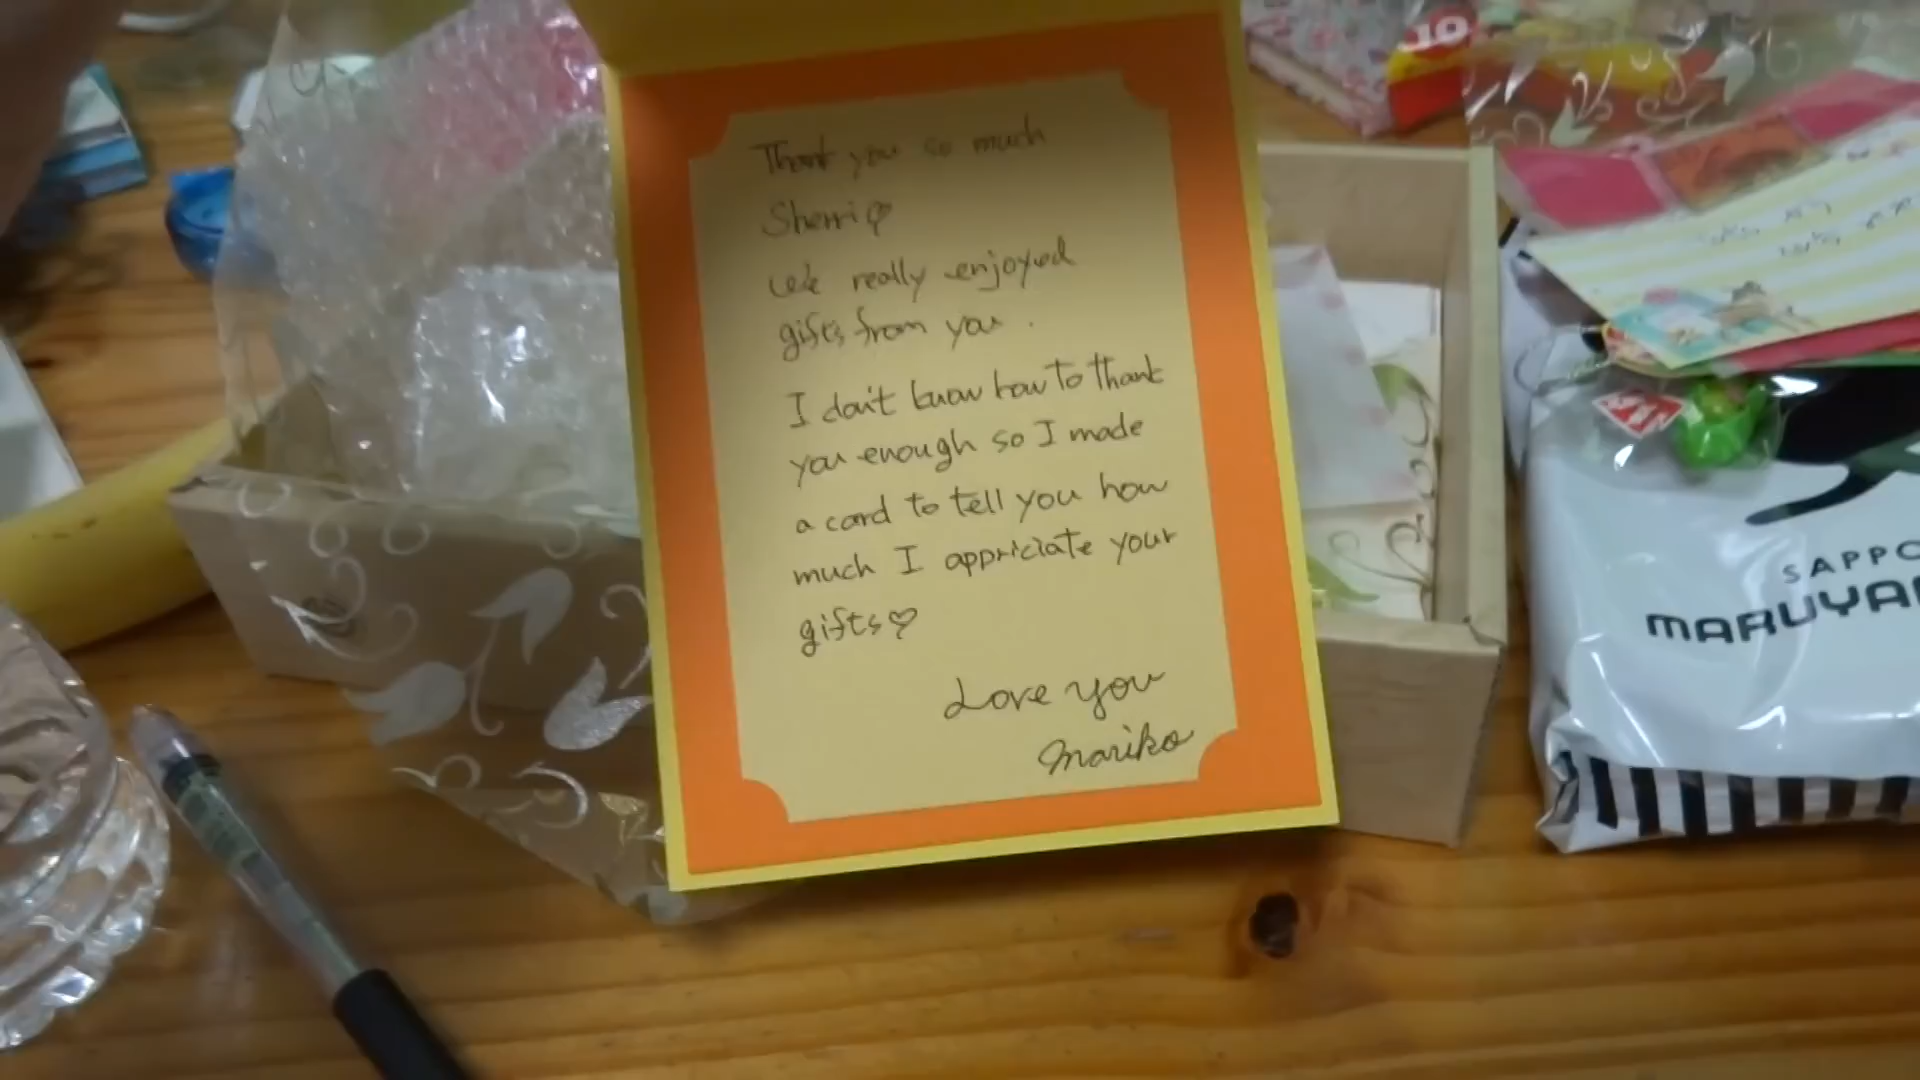 Thank you so much
Sherri♡
We really enjoyed
gifts from you.
I don't know how to thank
you enough so I made
a card to tell you how
much I appriciate your
gifts♡
Love you
Mariko
10
SAPPO
MARUYA